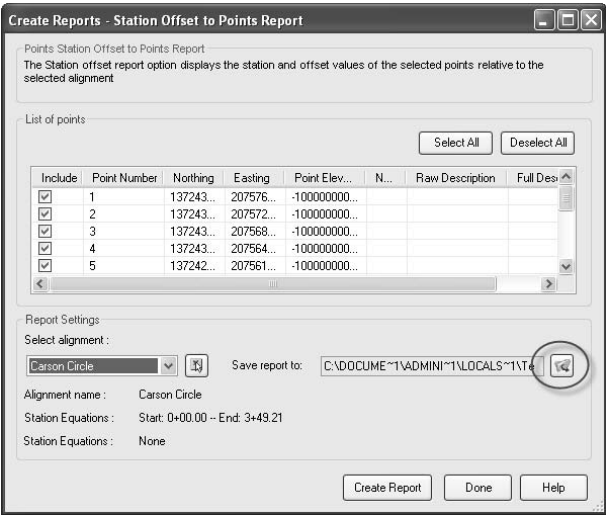 Create Reports - Station Offset to Points Report
Points Station Offset to Points Report
The Station offset report option displays the station and offset values of the selected points relative to the
selected alignment
List of points
Select All Deselect All
Include Point Number Northing Easting Point Elev... N... Raw Description Full Des
1 137243... 207576... -100000000...
2 137243... 207572... -100000000...
3 137243... 207568... -100000000...
4 137243... 207564... -100000000...
5 137242... 207561... -100000000...
Report Settings
Select alignment :
Carson Circle Save report to: C:\DOCUME~1\ADMINI~1\LOCALS~1\Te
Alignment name : Carson Circle
Station Equations : Start: 0+00.00 -- End: 3+49.21
Station Equations : None
Create Report Done Help